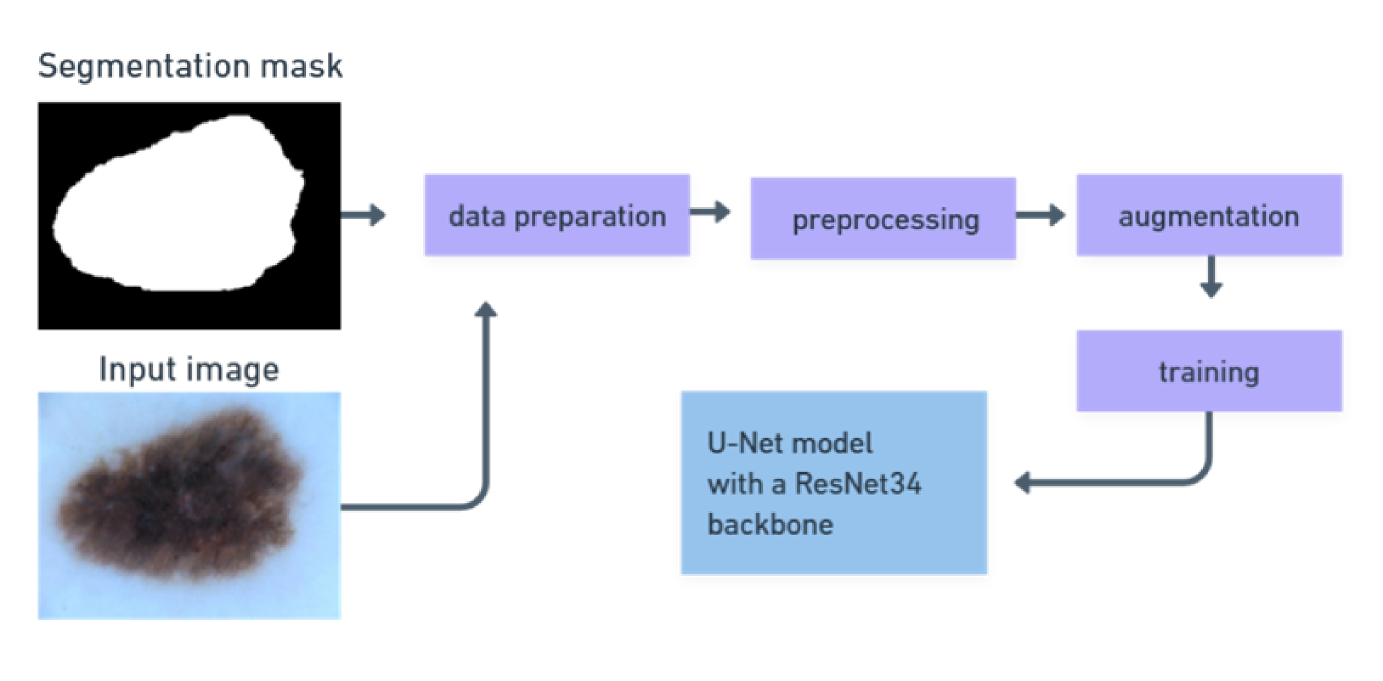 Segmentation mask
data preparation
preprocessing
augmentation
Input image
training
U-Net model
with a ResNet34
backbone